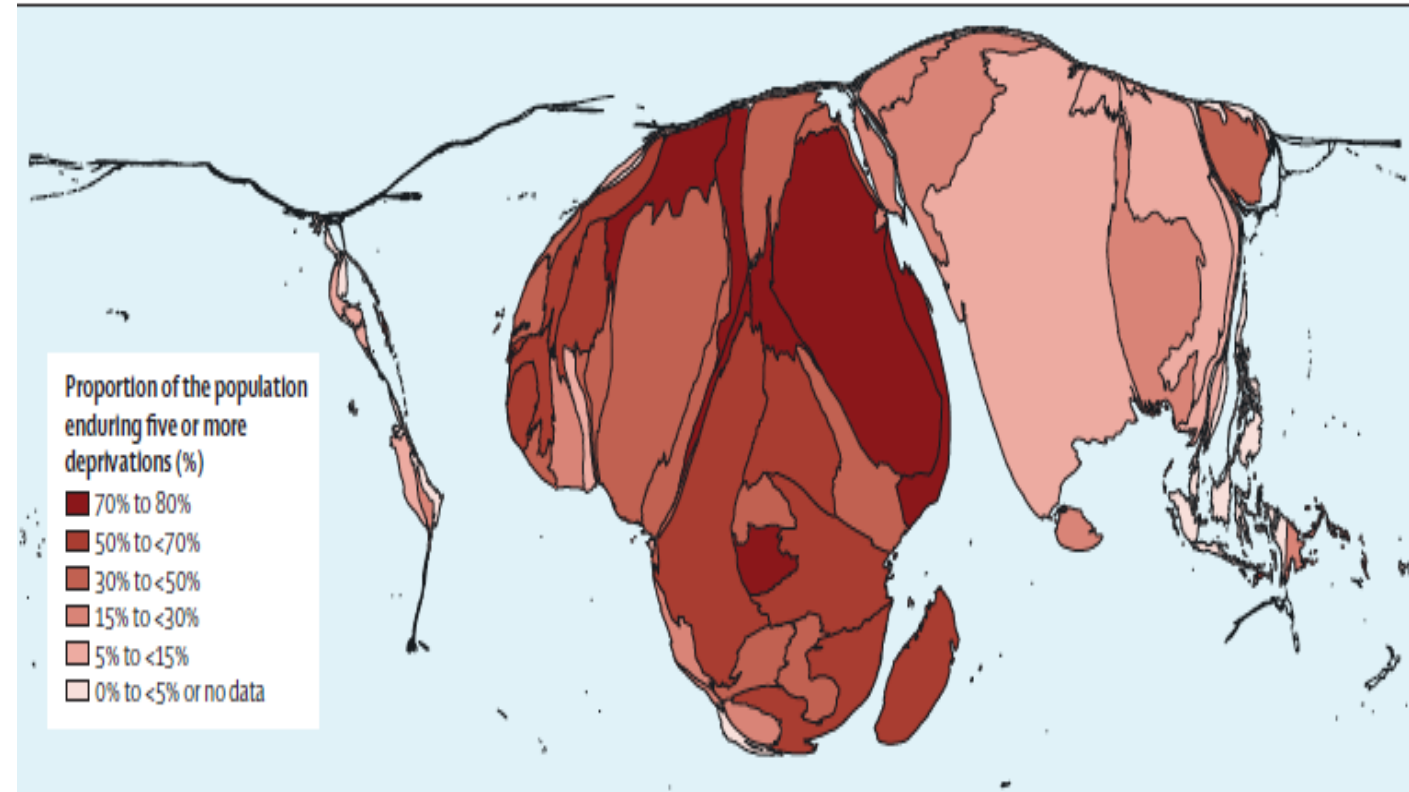 Proportion of the population
enduring five or more
deprivations (%)
70% to 80%
50% to <70%
30% to <50%
15% to <30%
5% to <15%
0% to <5% or no data